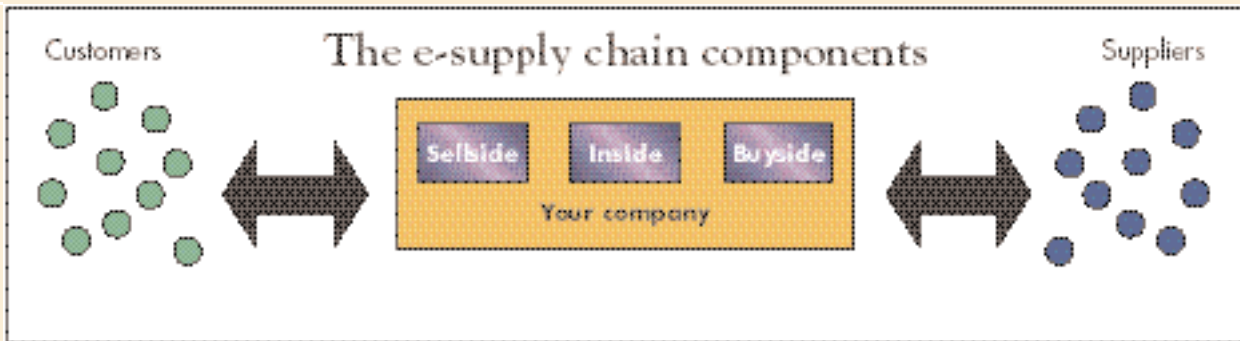 The e-supply chain components
Customers
Suppliers
Sellside
Inside
Buyside
Your company